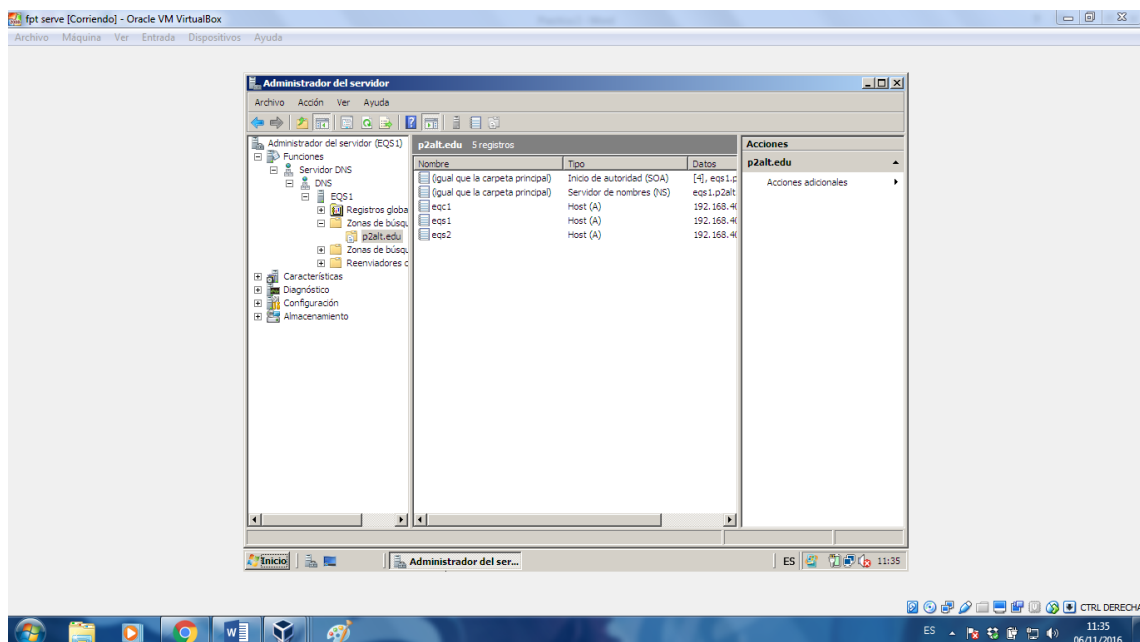 fpt serve [Corriendo] - Oracle VM VirtualBox
Archivo Máquina Ver Entrada Dispositivos Ayuda
Administrador del servidor
Archivo Acción Ver Ayuda
Administrador del servidor (EQS1)
Funciones
Servidor DNS
DNS
EQS1
Registros globa
Zonas de búsqu
p2alt.edu
Zonas de búsqu
Reenviadores c
Características
Diagnóstico
Configuración
Almacenamiento
p2alt.edu 5 registros
Nombre Tipo Datos
(igual que la carpeta principal) Inicio de autoridad (SOA) [4], eqs1.p
(igual que la carpeta principal) Servidor de nombres (NS) eqs1.p2alt
eqc1 Host (A) 192.168.40
eqs1 Host (A) 192.168.40
eqs2 Host (A) 192.168.40
Acciones
p2alt.edu
Acciones adicionales
Inicio
Administrador del ser...
ES 11:35
CTRL DERECHA
ES 11:35
06/11/2016